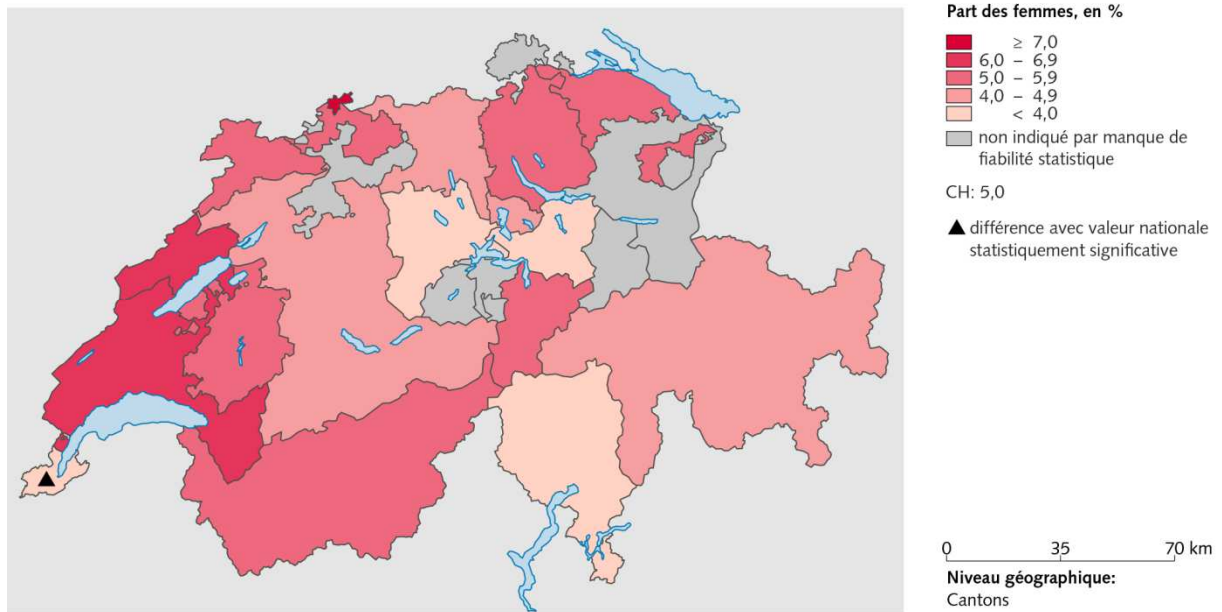 Part des femmes, en %
≥ 7,0
6,0 – 6,9
5,0 – 5,9
4,0 – 4,9
< 4,0
non indiqué par manque de
fiabilité statistique
CH: 5,0
▲ différence avec valeur nationale
statistiquement significative
0 35 70 km
Niveau géographique:
Cantons